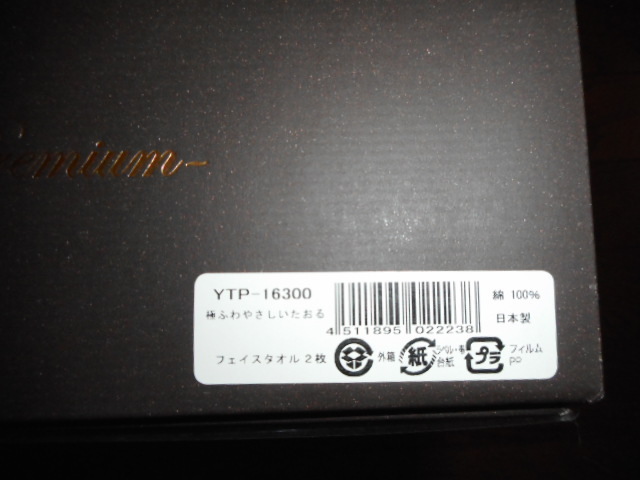 YTP-16300
極ふわやさしいたおる
4 511895 022238
綿 100%
日本製
フェイスタオル 2枚
外箱
紙
台紙
プラ
フィルム
PP